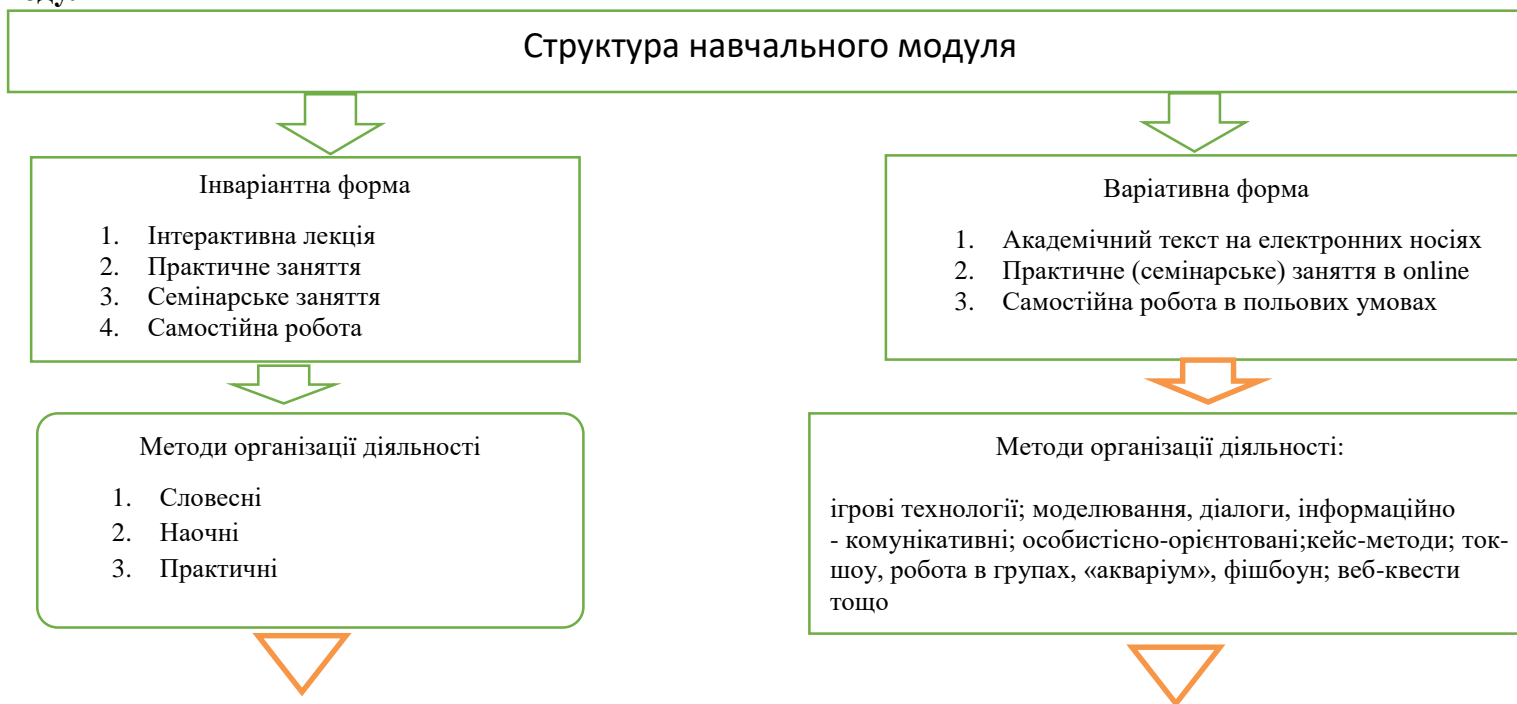 Структура навчального модуля
Інваріантна форма
1. Інтерактивна лекція
2. Практичне заняття
3. Семінарське заняття
4. Самостійна робота
Варіативна форма
1. Академічний текст на електронних носіях
2. Практичне (семінарське) заняття в online
3. Самостійна робота в польових умовах
Методи організації діяльності
1. Словесні
2. Наочні
3. Практичні
Методи організації діяльності:
ігрові технології; моделювання, діалоги, інформаційно
- комунікативні; особистісно-орієнтовані;кейс-методи; ток-
шоу, робота в групах, «акваріум», фішбоун; веб-квести
тощо